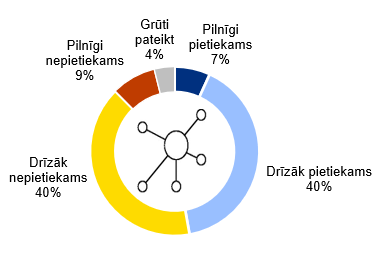 Grūti
pateikt
4%
Pilnīgi
pietiekams
7%
Drīzāk pietiekams
40%
Drīzāk
nepietiekams
40%
Pilnīgi
nepietiekams
9%